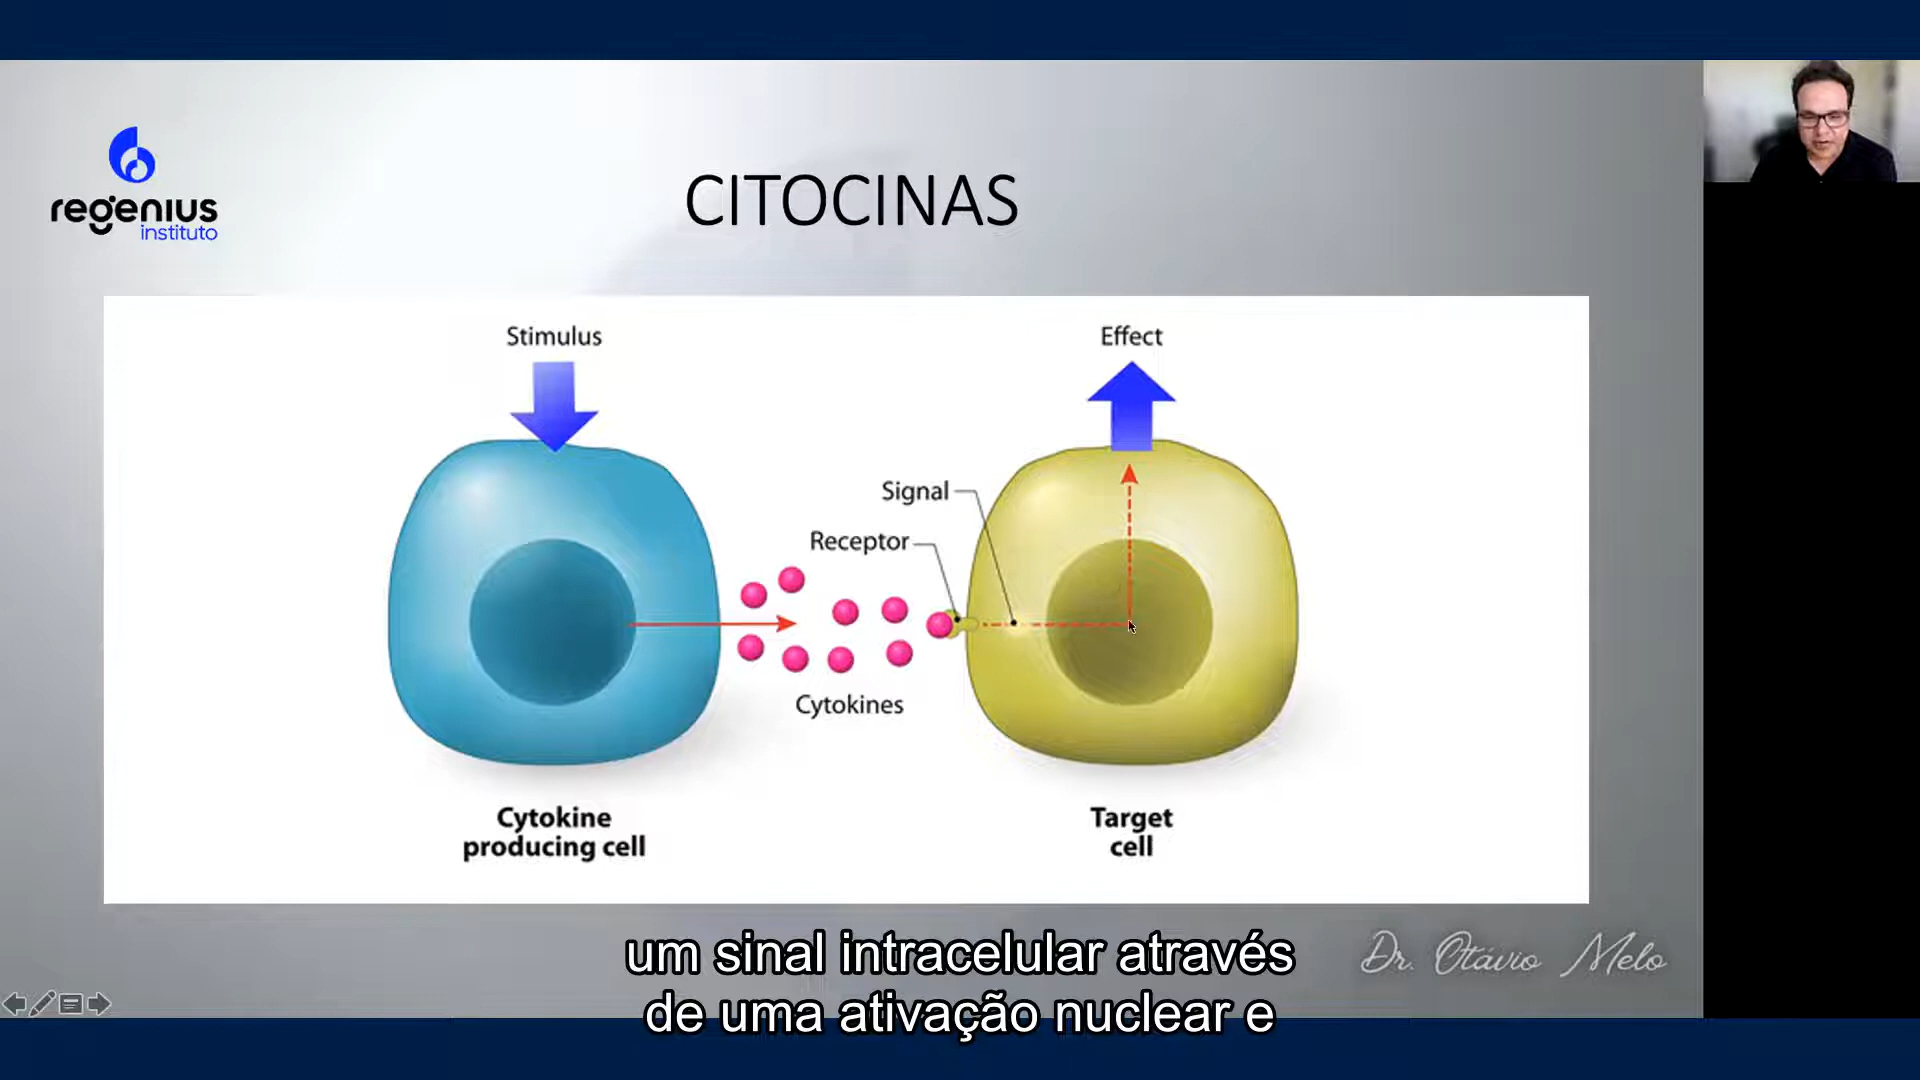 regenius
instituto
CITOCINAS
Stimulus
Effect
Signal
Receptor
Cytokines
Cytokine
producing cell
Target
cell
um sinal intracelular através
de uma ativação nuclear e
Dr. Otávio Melo